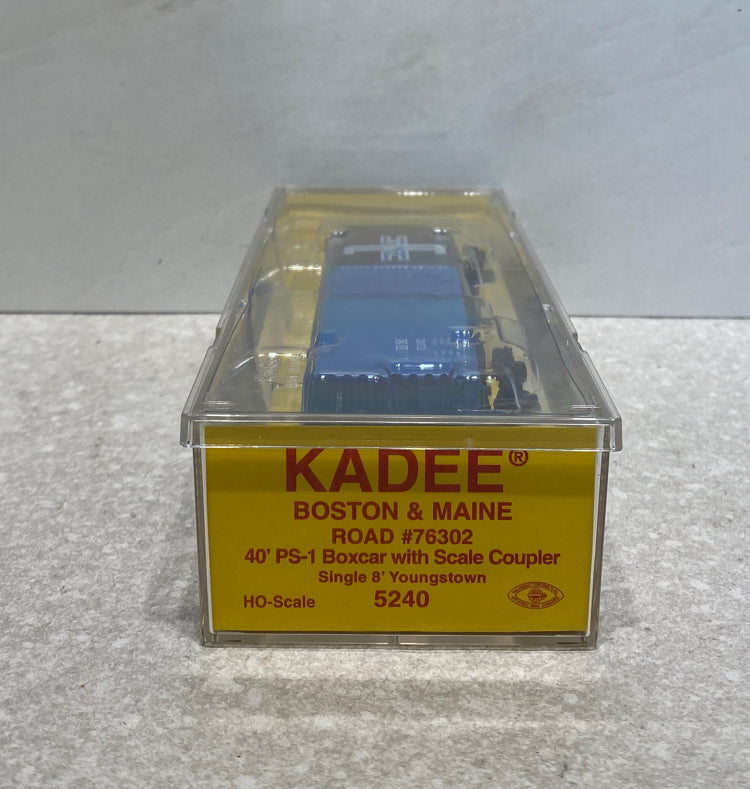 KADEE®
BOSTON & MAINE
ROAD #76302
40' PS-1 Boxcar with Scale Coupler
Single 8' Youngstown
HO-Scale 5240